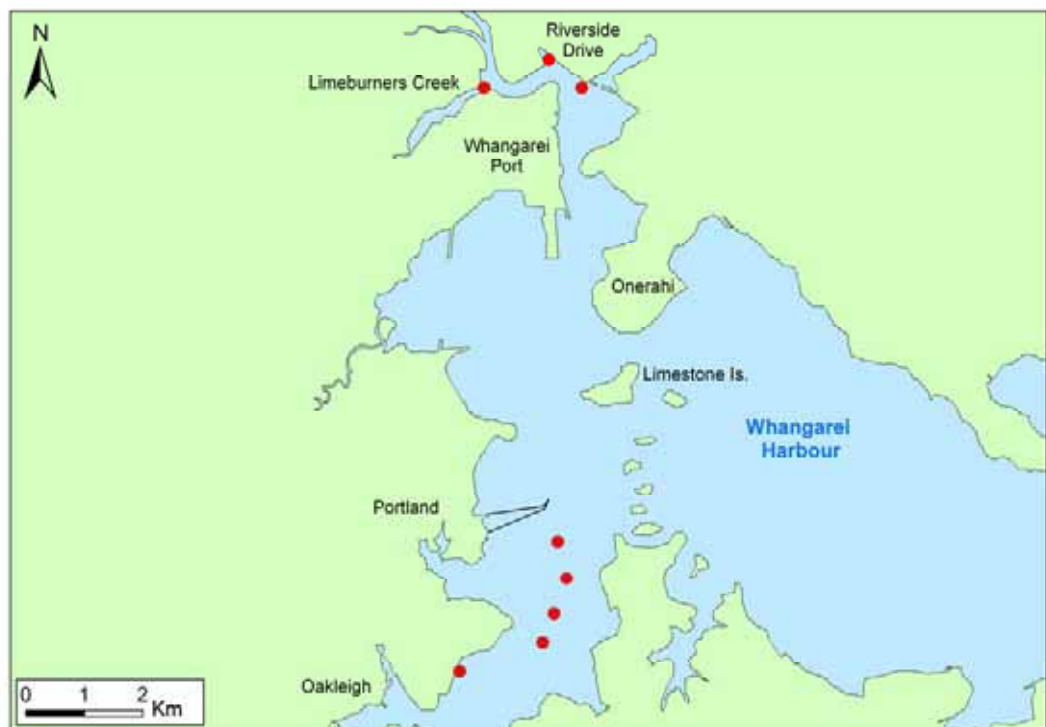 N
Riverside
Drive
Limeburners Creek
Whangarei
Port
Onerahi
Limestone Is.
Whangarei
Harbour
Portland
Oakleigh
0 1 2
Km